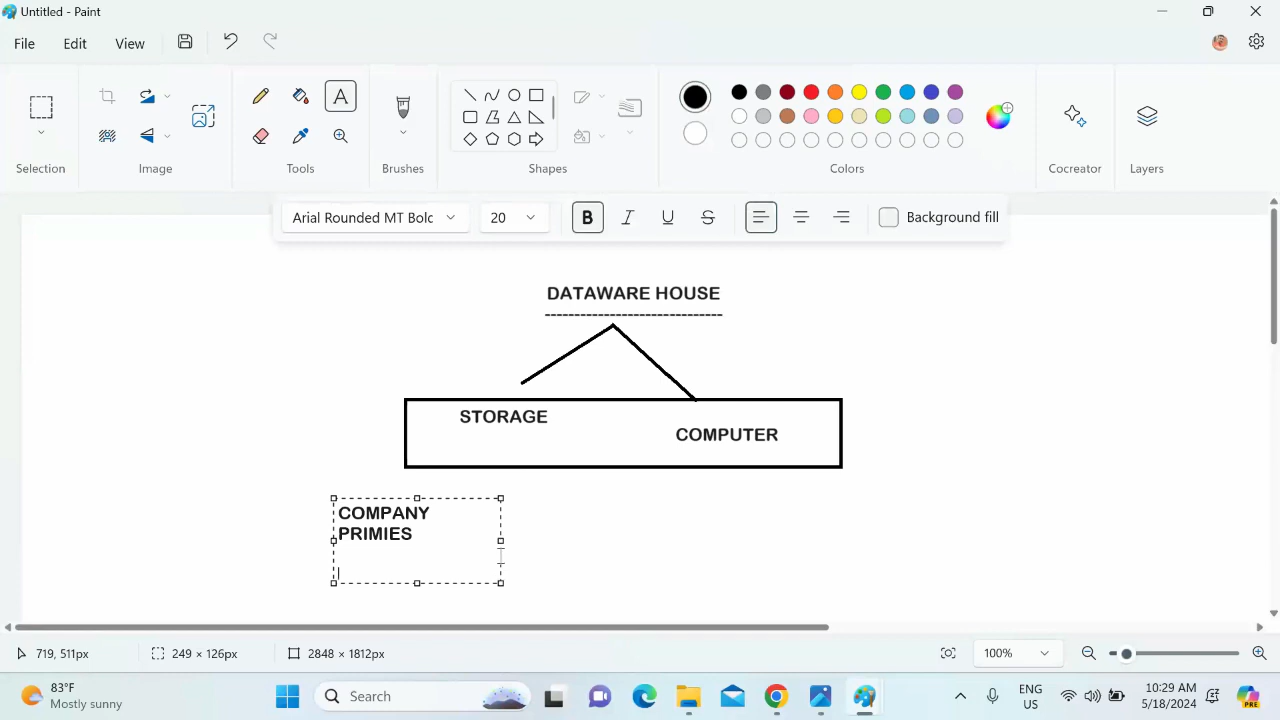 Untitled - Paint
File Edit View
Selection Image Tools Brushes Shapes Colors Cocreator Layers
Arial Rounded MT Bolc 20 B I U S Background fill
DATAWARE HOUSE
------------------------------
STORAGE
COMPUTER
COMPANY
PRIMIES
719, 511px 249 × 126px 2848 × 1812px 100%
83°F
Mostly sunny
Search
ENG
US
10:29 AM
5/18/2024
PRE